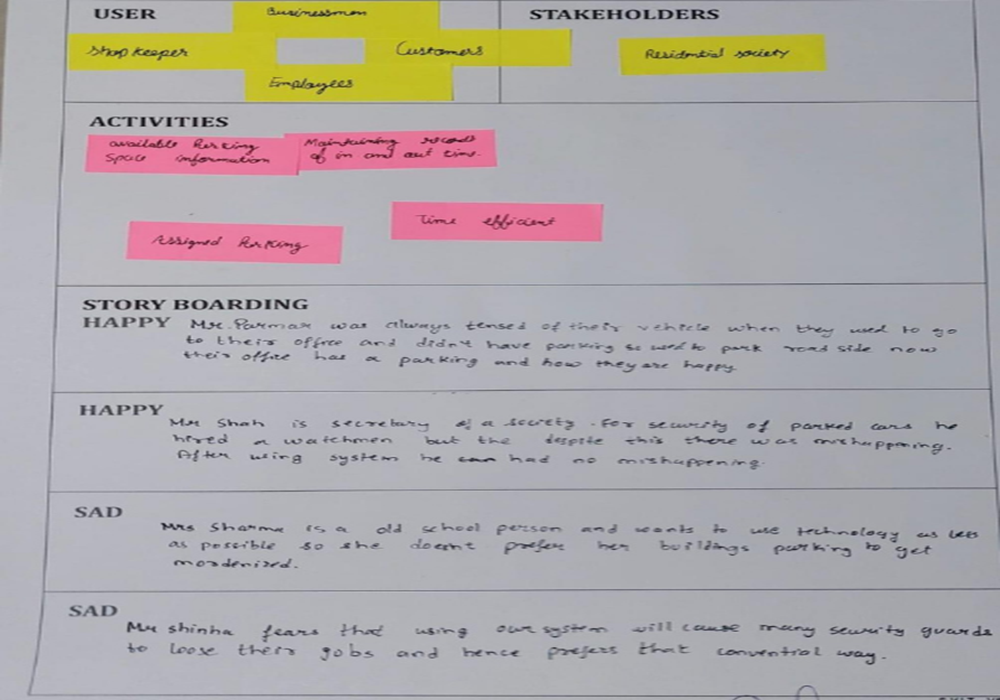 USER
Businessmen
STAKEHOLDERS
Shop keeper
Customers
Residential society
Employees
ACTIVITIES
available Parking
space information
Maintaining record
of in and out time.
Time efficient
Assigned Parking
STORY BOARDING
HAPPY Mr. Parmar was always tensed of their vehicle when they used to go
to their office and didn't have parking so used to park road side now
their office has a parking and how they are happy
HAPPY
Mr Shah is secretary of a society. for security of parked cars he
hired a watchmen but the despite this there was mishappening.
After using system he can had no mishappening.
SAD
Mrs Sharma is a old school person and wants to use technology as less
as possible so she doesn't prefer her buildings parking to get
mordenized.
SAD
Mr shinha fears that using our system will cause many security guards
to loose their jobs and hence prefers that convential way.